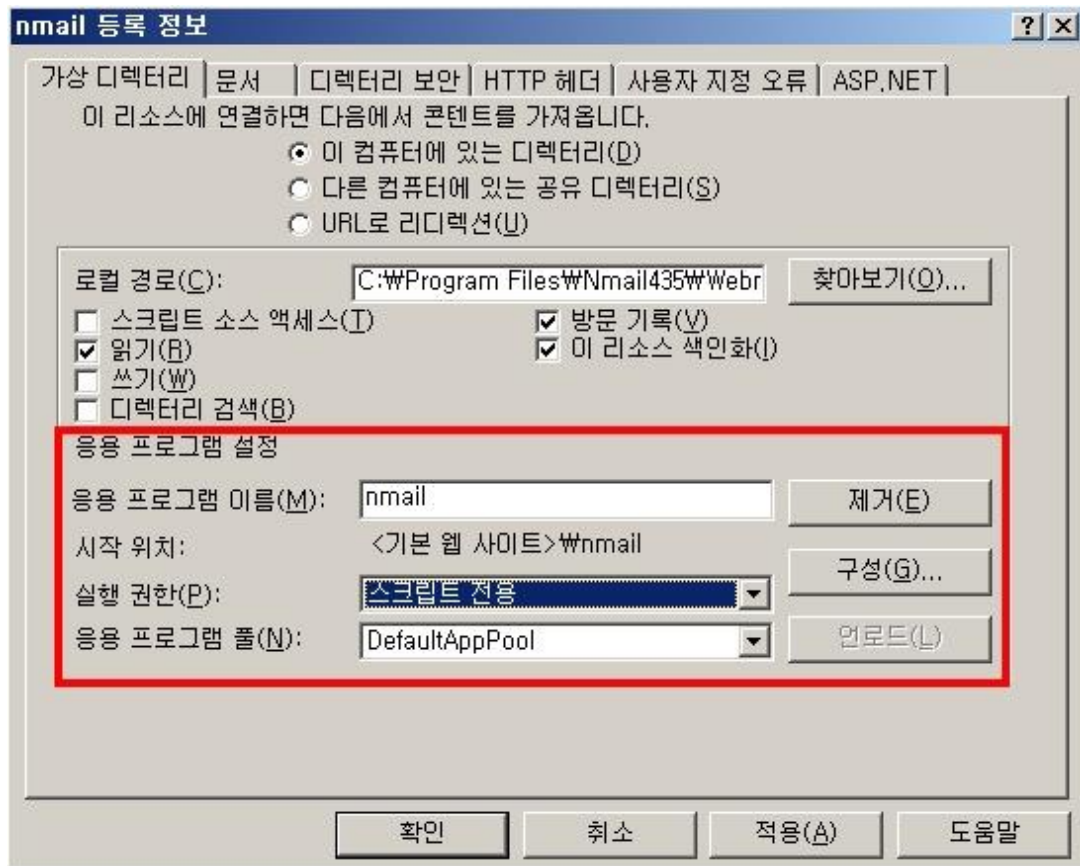 nmail 등록 정보
가상 디렉터리 문서 디렉터리 보안 HTTP 헤더 사용자 지정 오류 ASP.NET
이 리소스에 연결하면 다음에서 콘텐트를 가져옵니다.
이 컴퓨터에 있는 디렉터리(D)
다른 컴퓨터에 있는 공유 디렉터리(S)
URL로 리디렉션(U)
로컬 경로(C): C:₩Program Files₩Nmail435₩Webr 찾아보기(O)...
스크립트 소스 액세스(T) 방문 기록(V)
읽기(R) 이 리소스 색인화(I)
쓰기(W)
디렉터리 검색(B)
응용 프로그램 설정
응용 프로그램 이름(M): nmail 제거(E)
시작 위치: <기본 웹 사이트>₩nmail
구성(G)...
실행 권한(P): 스크립트 전용
응용 프로그램 풀(N): DefaultAppPool 언로드(L)
확인 취소 적용(A) 도움말